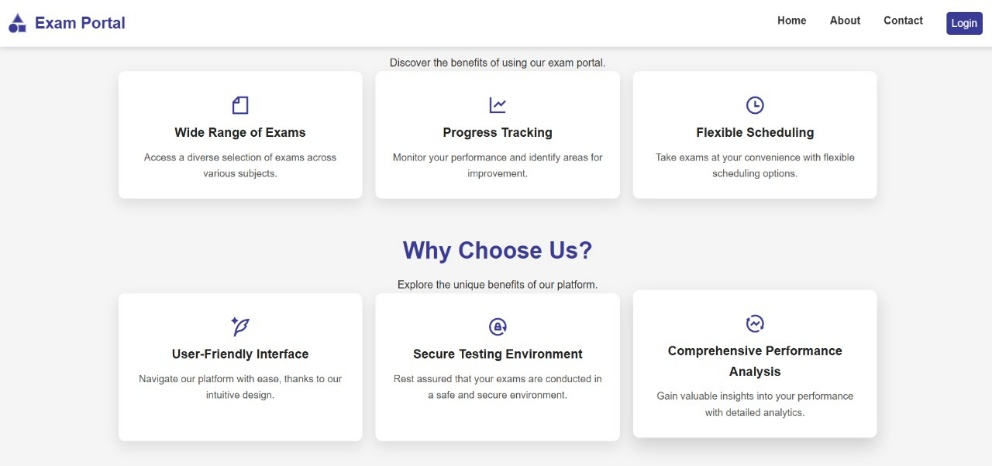 Exam Portal
Home About Contact Login
Discover the benefits of using our exam portal.
Wide Range of Exams
Access a diverse selection of exams across
various subjects.
Progress Tracking
Monitor your performance and identify areas for
improvement.
Flexible Scheduling
Take exams at your convenience with flexible
scheduling options.
Why Choose Us?
Explore the unique benefits of our platform.
User-Friendly Interface
Navigate our platform with ease, thanks to our
intuitive design.
Secure Testing Environment
Rest assured that your exams are conducted in
a safe and secure environment.
Comprehensive Performance
Analysis
Gain valuable insights into your performance
with detailed analytics.